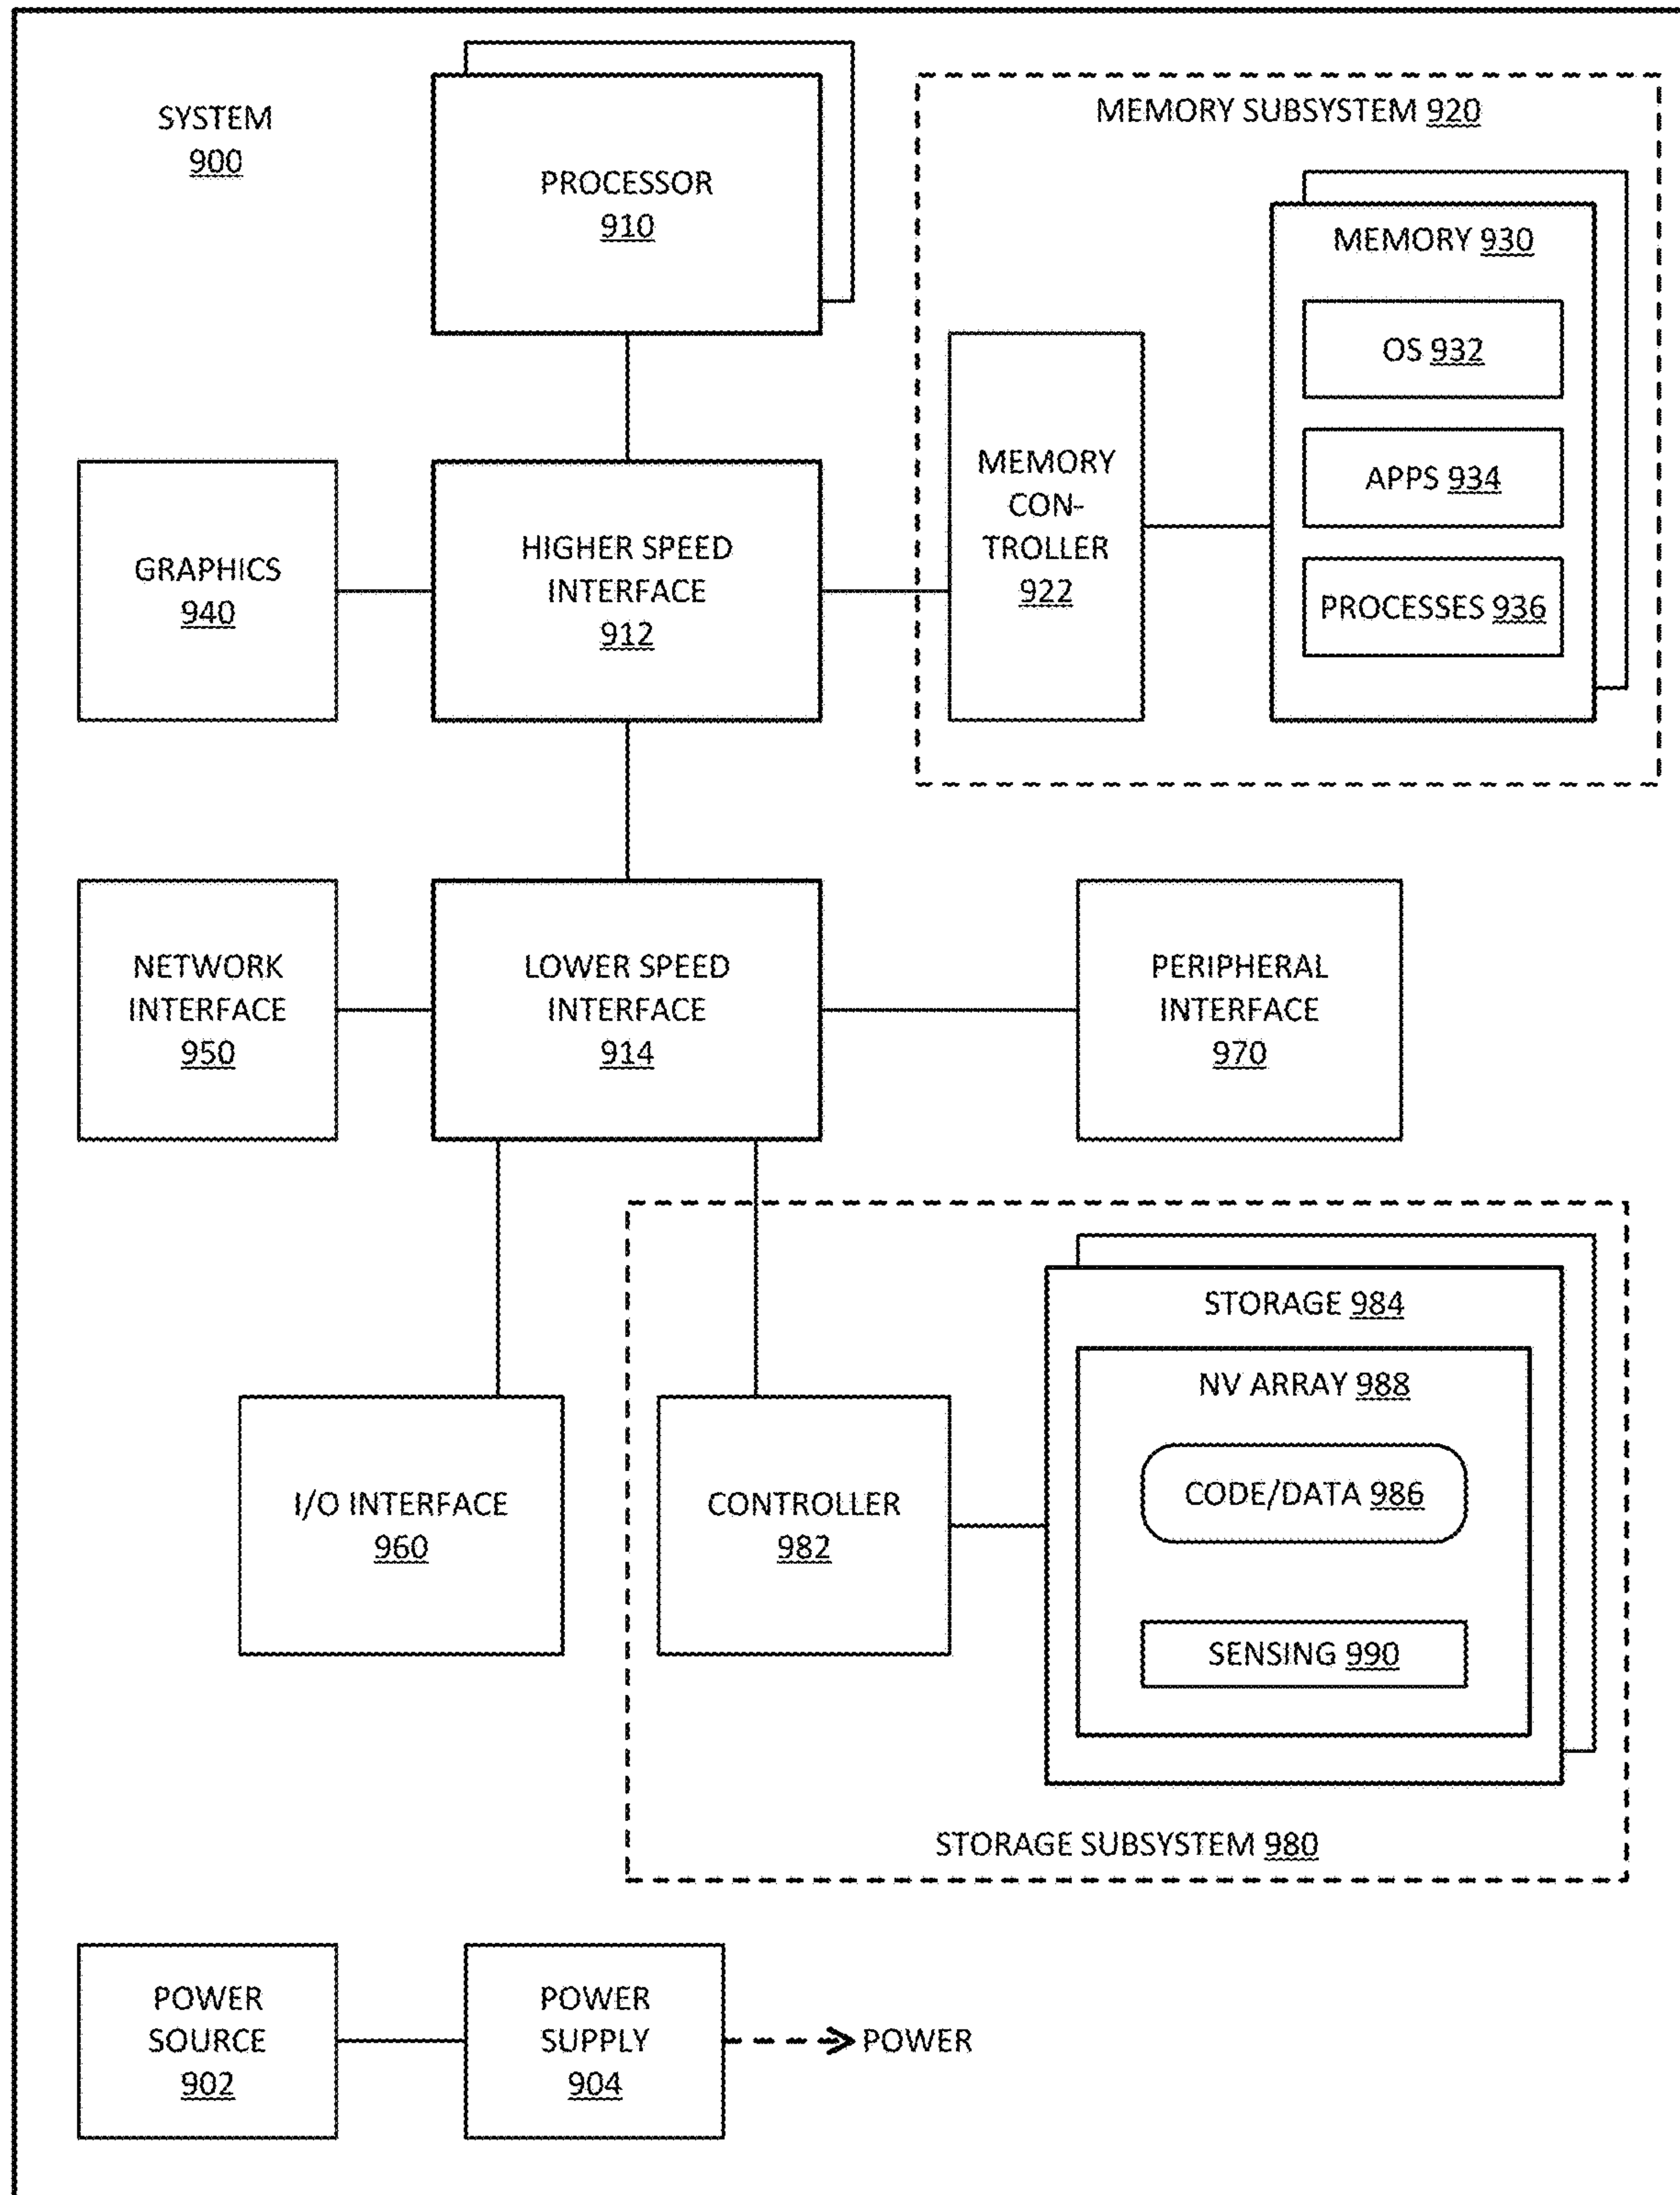 SYSTEM
900
PROCESSOR
910
MEMORY SUBSYSTEM 920
MEMORY 930
OS 932
APPS 934
PROCESSES 936
MEMORY
CON-
TROLLER
922
GRAPHICS
940
HIGHER SPEED
INTERFACE
912
NETWORK
INTERFACE
950
LOWER SPEED
INTERFACE
914
PERIPHERAL
INTERFACE
970
I/O INTERFACE
960
CONTROLLER
982
STORAGE 984
NV ARRAY 988
CODE/DATA 986
SENSING 990
STORAGE SUBSYSTEM 980
POWER
SOURCE
902
POWER
SUPPLY
904
POWER